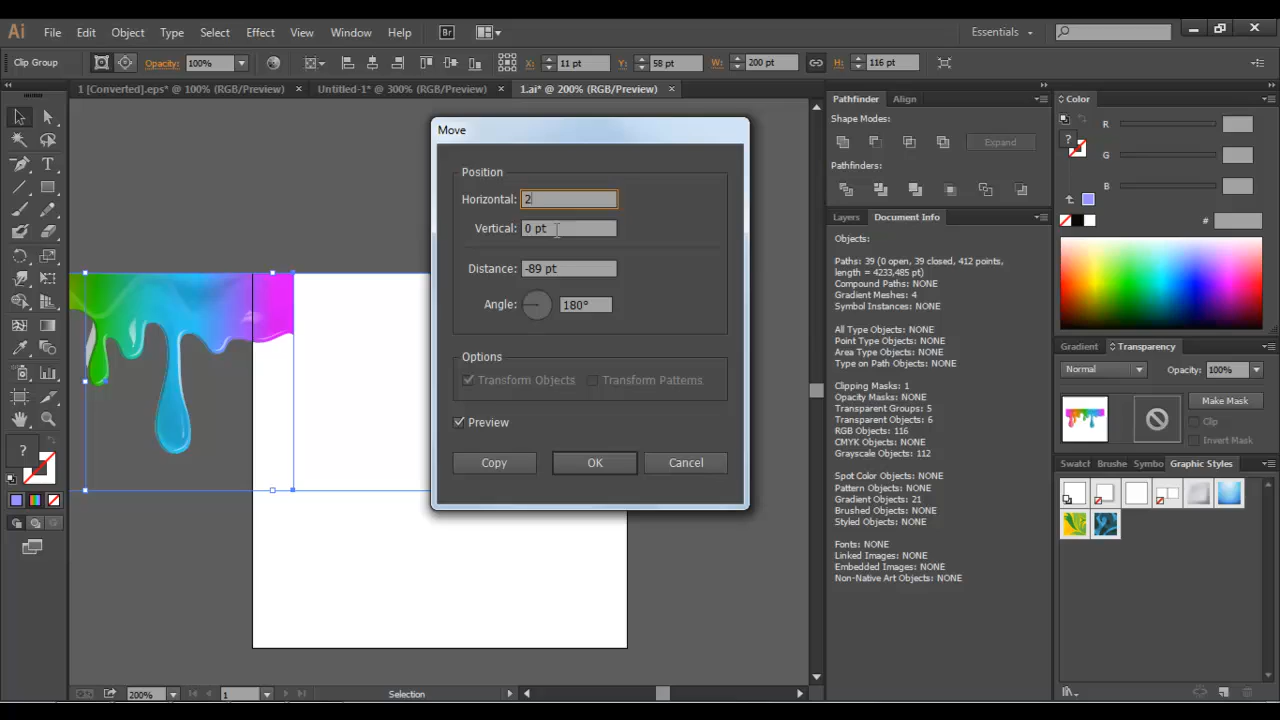 Ai File Edit Object Type Select Effect View Window Help Br Essentials
Clip Group Opacity: 100% X: 11 pt Y: 58 pt W: 200 pt H: 116 pt
1 [Converted].eps* @ 100% (RGB/Preview) × Untitled-1* @ 300% (RGB/Preview) × 1.ai* @ 200% (RGB/Preview) ×
Move
Position
Horizontal: 2
Vertical: 0 pt
Distance: -89 pt
Angle: 180°
Options
Transform Objects Transform Patterns
Preview
Copy OK Cancel
Pathfinder Align
Shape Modes:
Expand
Pathfinders:
Layers Document Info
Objects:
Paths: 39 (0 open, 39 closed, 412 points,
length = 4233,485 pt)
Compound Paths: NONE
Gradient Meshes: 4
Symbol Instances: NONE
All Type Objects: NONE
Point Type Objects: NONE
Area Type Objects: NONE
Type on Path Objects: NONE
Clipping Masks: 1
Opacity Masks: NONE
Transparent Groups: 5
Transparent Objects: 6
RGB Objects: 116
CMYK Objects: NONE
Grayscale Objects: 112
Spot Color Objects: NONE
Pattern Objects: NONE
Gradient Objects: 21
Brushed Objects: NONE
Styled Objects: NONE
Fonts: NONE
Linked Images: NONE
Embedded Images: NONE
Non-Native Art Objects: NONE
Color
?
R
G
B
#
Gradient Transparency
Normal Opacity: 100%
Make Mask
Clip
Invert Mask
Swatc Brushe Symbo Graphic Styles
?
200% 1 Selection